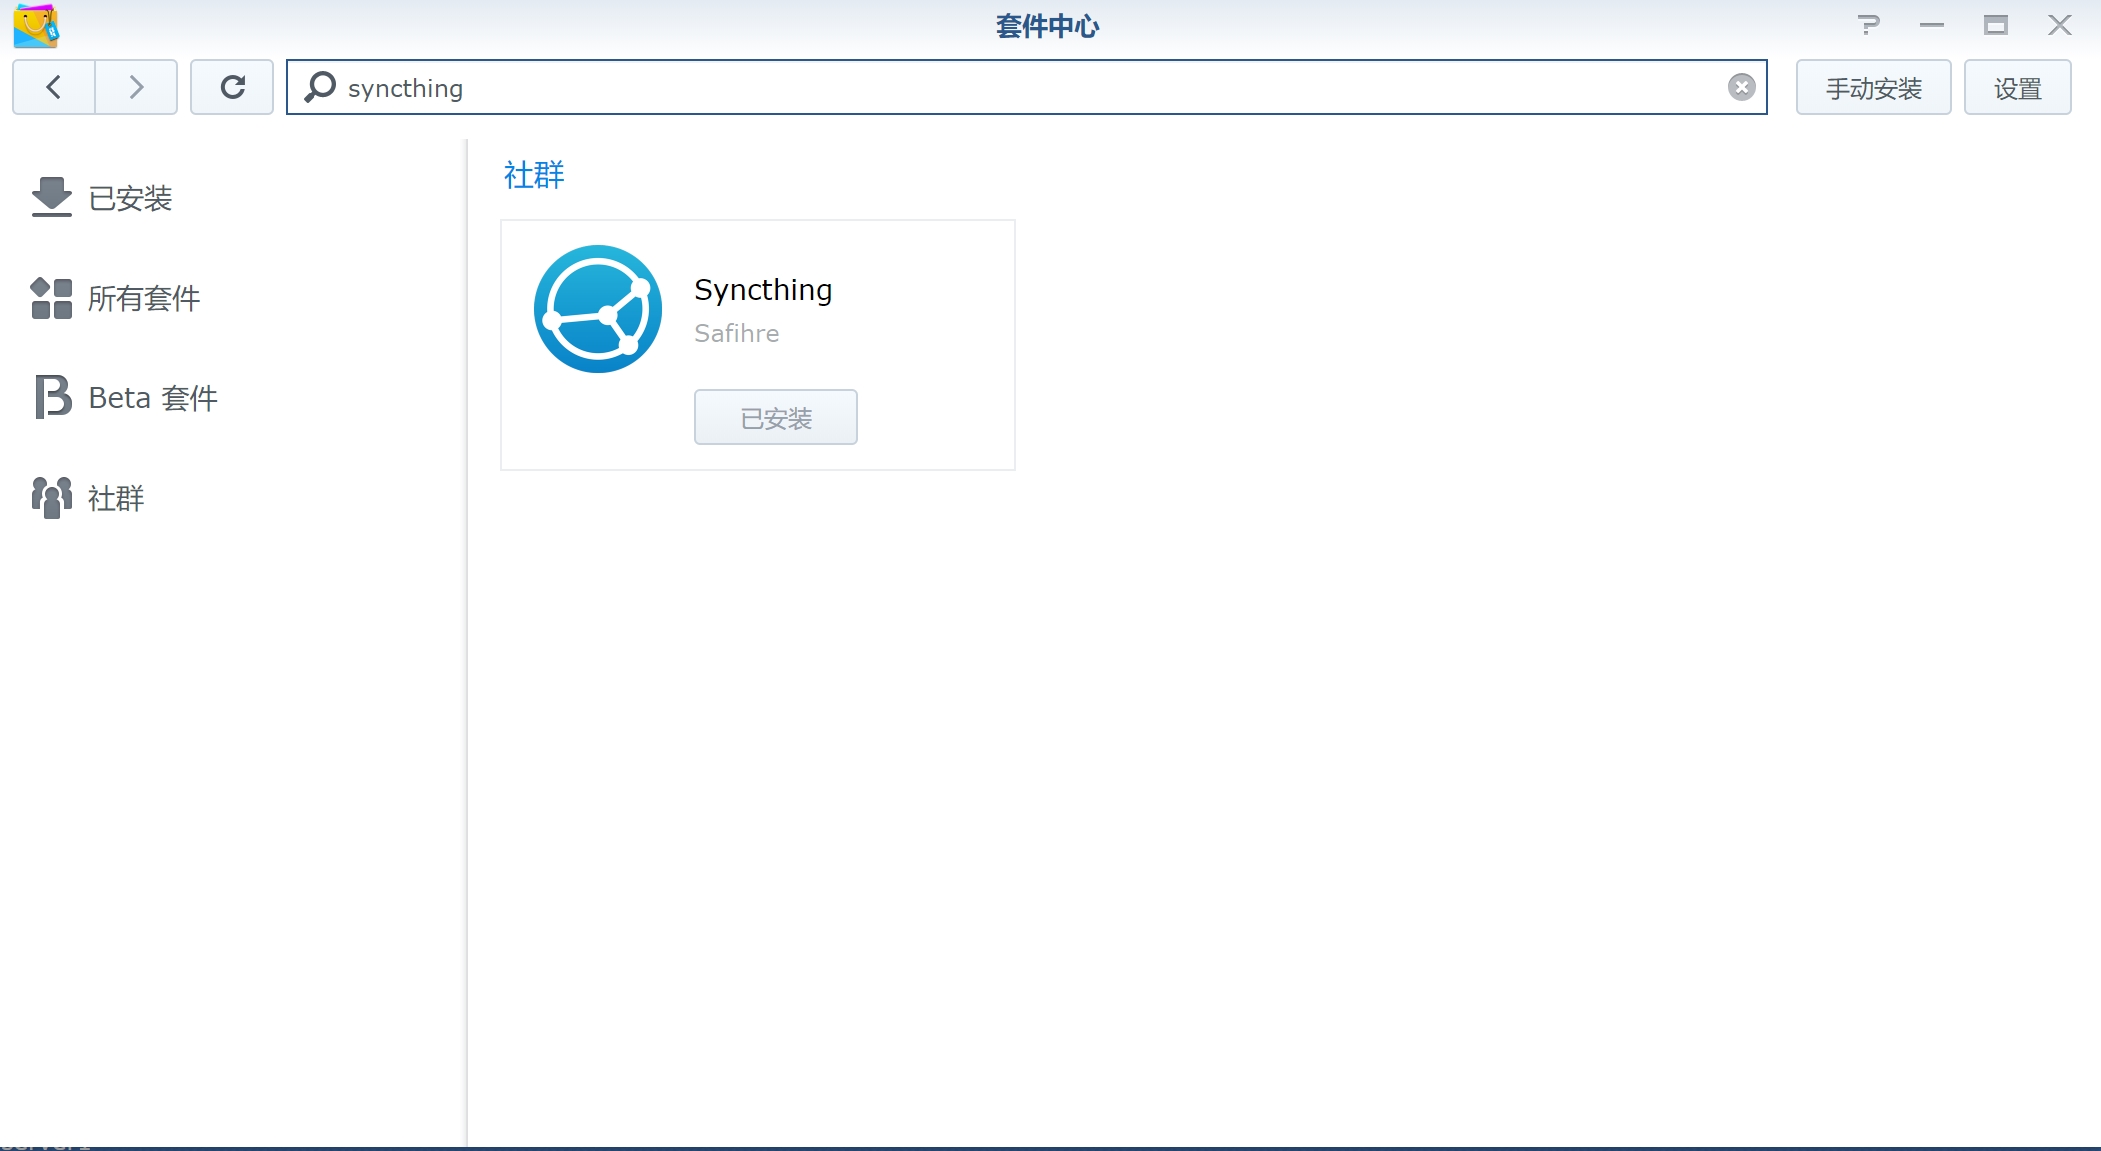 套件中心
syncthing
手动安装
设置
已安装
所有套件
Beta 套件
社群
社群
Syncthing
Safihre
已安装